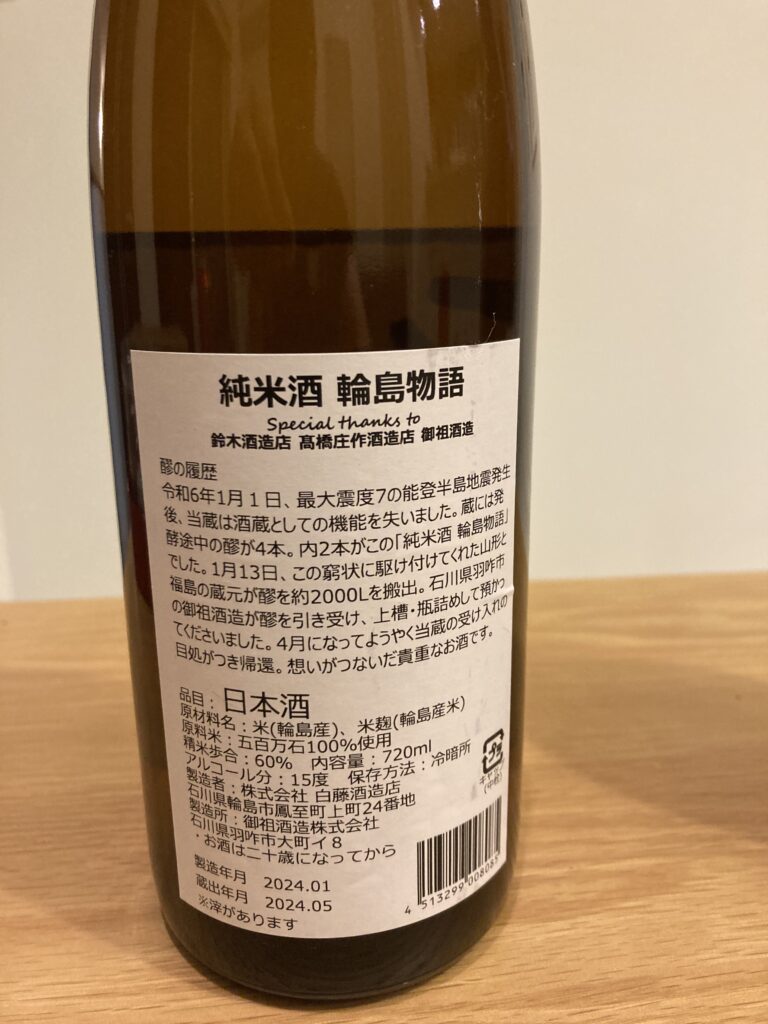 純米酒 輪島物語
Special thanks to
鈴木酒造店 髙橋庄作酒造店 御祖酒造
醪の履歴
令和6年1月1日、最大震度7の能登半島地震発生
後、当蔵は酒蔵としての機能を失いました。蔵には発
酵途中の醪が4本。内2本がこの「純米酒 輪島物語」
でした。1月13日、この窮状に駆け付けてくれた山形と
福島の蔵元が醪を約2000Lを搬出。石川県羽咋市
の御祖酒造が醪を引き受け、上槽・瓶詰めして預かっ
てくださいました。4月になってようやく当蔵の受け入れの
目処がつき帰還。想いがつないだ貴重なお酒です。
品目：日本酒
原材料名：米(輪島産)、米麹(輪島産米)
原料米：五百万石100%使用
精米歩合：60% 内容量：720ml
アルコール分：15度 保存方法：冷暗所
製造者：株式会社 白藤酒造店
石川県輪島市鳳至町上町24番地
製造所：御祖酒造株式会社
石川県羽咋市大町イ8
・お酒は二十歳になってから
製造年月 2024.01
蔵出年月 2024.05
※滓があります
キャップ
(中栓)
4 513299 008085